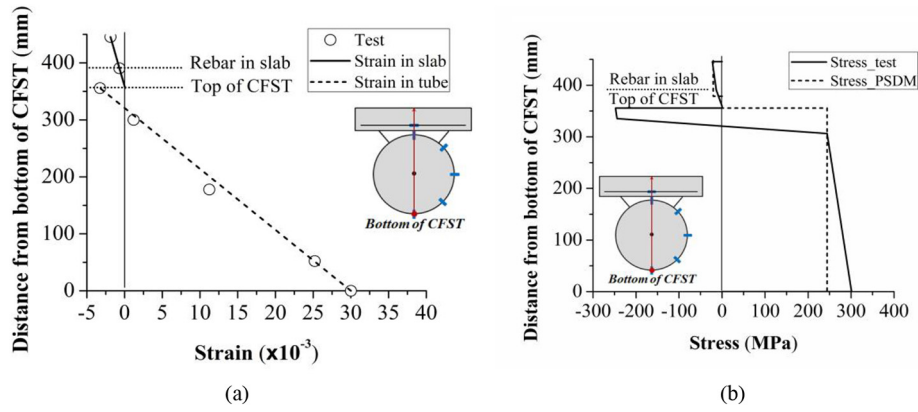 (a)
Distance from bottom of CFST (mm)
400
300
200
100
0
Test
Strain in slab
Strain in tube
Rebar in slab
Top of CFST
Bottom of CFST
-5 0 5 10 15 20 25 30 35 40
Strain (x10-3)
(a)
(b)
Distance from bottom of CFST (mm)
500
400
300
200
100
0
Stress_test
Stress_PSDM
Rebar in slab
Top of CFST
Bottom of CFST
-300 -200 -100 0 100 200 300 400
Stress (MPa)
(b)